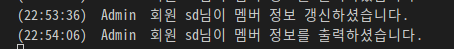 (22:53:36) Admin 회원 sd님이 멤버 정보 갱신하셨습니다.
(22:54:06) Admin 회원 sd님이 멤버 정보를 출력하셨습니다.